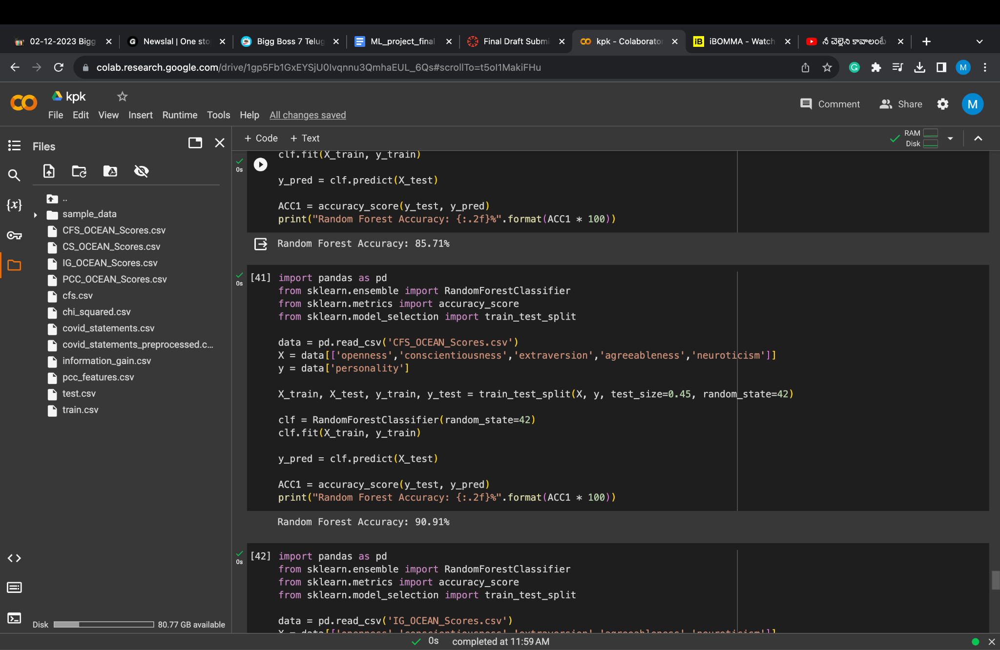 02-12-2023 Bigg
Newslal | One sto
Bigg Boss 7 Telug
ML_project_final
Final Draft Submi
kpk - Colaborator
iBOMMA - Watch
నీ చెల్లెని కావాలంటే
colab.research.google.com/drive/1gp5Fb1GxEYSjU0Ivqnnu3QmhaEUL_6Qs#scrollTo=t5oI1MakiFHu
M
kpk
File Edit View Insert Runtime Tools Help All changes saved
Comment Share M
Files
+ Code + Text
RAM
Disk
..
sample_data
CFS_OCEAN_Scores.csv
CS_OCEAN_Scores.csv
IG_OCEAN_Scores.csv
PCC_OCEAN_Scores.csv
cfs.csv
chi_squared.csv
covid_statements.csv
covid_statements_preprocessed.c...
information_gain.csv
pcc_features.csv
test.csv
train.csv
Disk 80.77 GB available
0s
clf.fit(X_train, y_train)
y_pred = clf.predict(X_test)
ACC1 = accuracy_score(y_test, y_pred)
print("Random Forest Accuracy: {:.2f}%".format(ACC1 * 100))
Random Forest Accuracy: 85.71%
0s
[41] import pandas as pd
from sklearn.ensemble import RandomForestClassifier
from sklearn.metrics import accuracy_score
from sklearn.model_selection import train_test_split
data = pd.read_csv('CFS_OCEAN_Scores.csv')
X = data[['openness','conscientiousness','extraversion','agreeableness','neuroticism']]
y = data['personality']
X_train, X_test, y_train, y_test = train_test_split(X, y, test_size=0.45, random_state=42)
clf = RandomForestClassifier(random_state=42)
clf.fit(X_train, y_train)
y_pred = clf.predict(X_test)
ACC1 = accuracy_score(y_test, y_pred)
print("Random Forest Accuracy: {:.2f}%".format(ACC1 * 100))
Random Forest Accuracy: 90.91%
0s
[42] import pandas as pd
from sklearn.ensemble import RandomForestClassifier
from sklearn.metrics import accuracy_score
from sklearn.model_selection import train_test_split
data = pd.read_csv('IG_OCEAN_Scores.csv')
X = data[['openness','conscientiousness','extraversion','agreeableness','neuroticism']]
0s completed at 11:59 AM